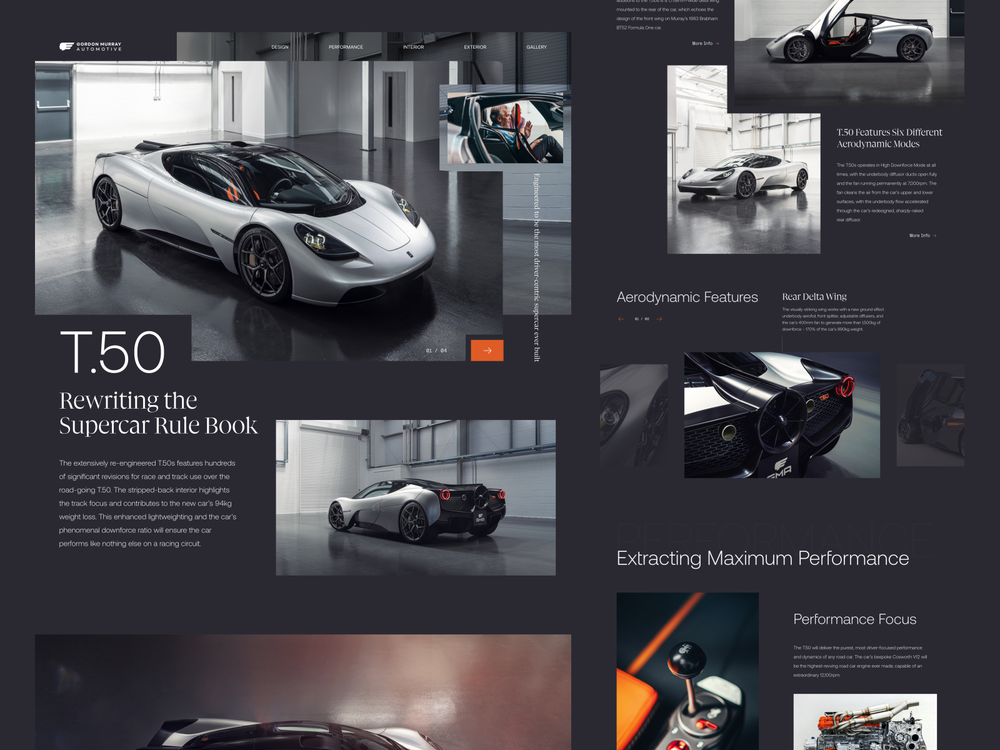 GORDON MURRAY
AUTOMOTIVE
DESIGN
PERFORMANCE
INTERIOR
EXTERIOR
GALLERY
Engineered to be the most driver-centric supercar ever built
01 / 04
T.50
Rewriting the
Supercar Rule Book
The extensively re-engineered T.50s features hundreds
of significant revisions for race and track use over the
road-going T.50. The stripped-back interior highlights
the track focus and contributes to the new car's 94kg
weight loss. This enhanced lightweighting and the car's
phenomenal downforce ratio will ensure the car
performs like nothing else on a racing circuit.
mounted to the rear of the car, which echoes the
design of the front wing on Murray's 1983 Brabham
BT52 Formula One car.
More Info →
T.50 Features Six Different
Aerodynamic Modes
The T.50s operates in High Downforce Mode at all
times, with the underbody diffuser ducts open fully
and the fan running permanently at 7,000rpm. The
fan cleans the air from the car's upper and lower
surfaces, with the underbody flow accelerated
through the car's redesigned, sharply raked
rear diffuser.
More Info →
Aerodynamic Features
Rear Delta Wing
The visually striking wing works with a new ground effect
underbody aerofoil, front splitter, adjustable diffusers, and
the car's 400mm fan to generate more than 1,500kg of
downforce – 170% of the car's 890kg weight.
← 01 / 05 →
T.50
GMA
PERFORMANCE
Extracting Maximum Performance
Performance Focus
The T.50 will deliver the purest, most driver-focused performance
and dynamics of any road car. The car's bespoke Cosworth V12 will
be the highest-revving road car engine ever made, capable of an
extraordinary 12,100rpm.